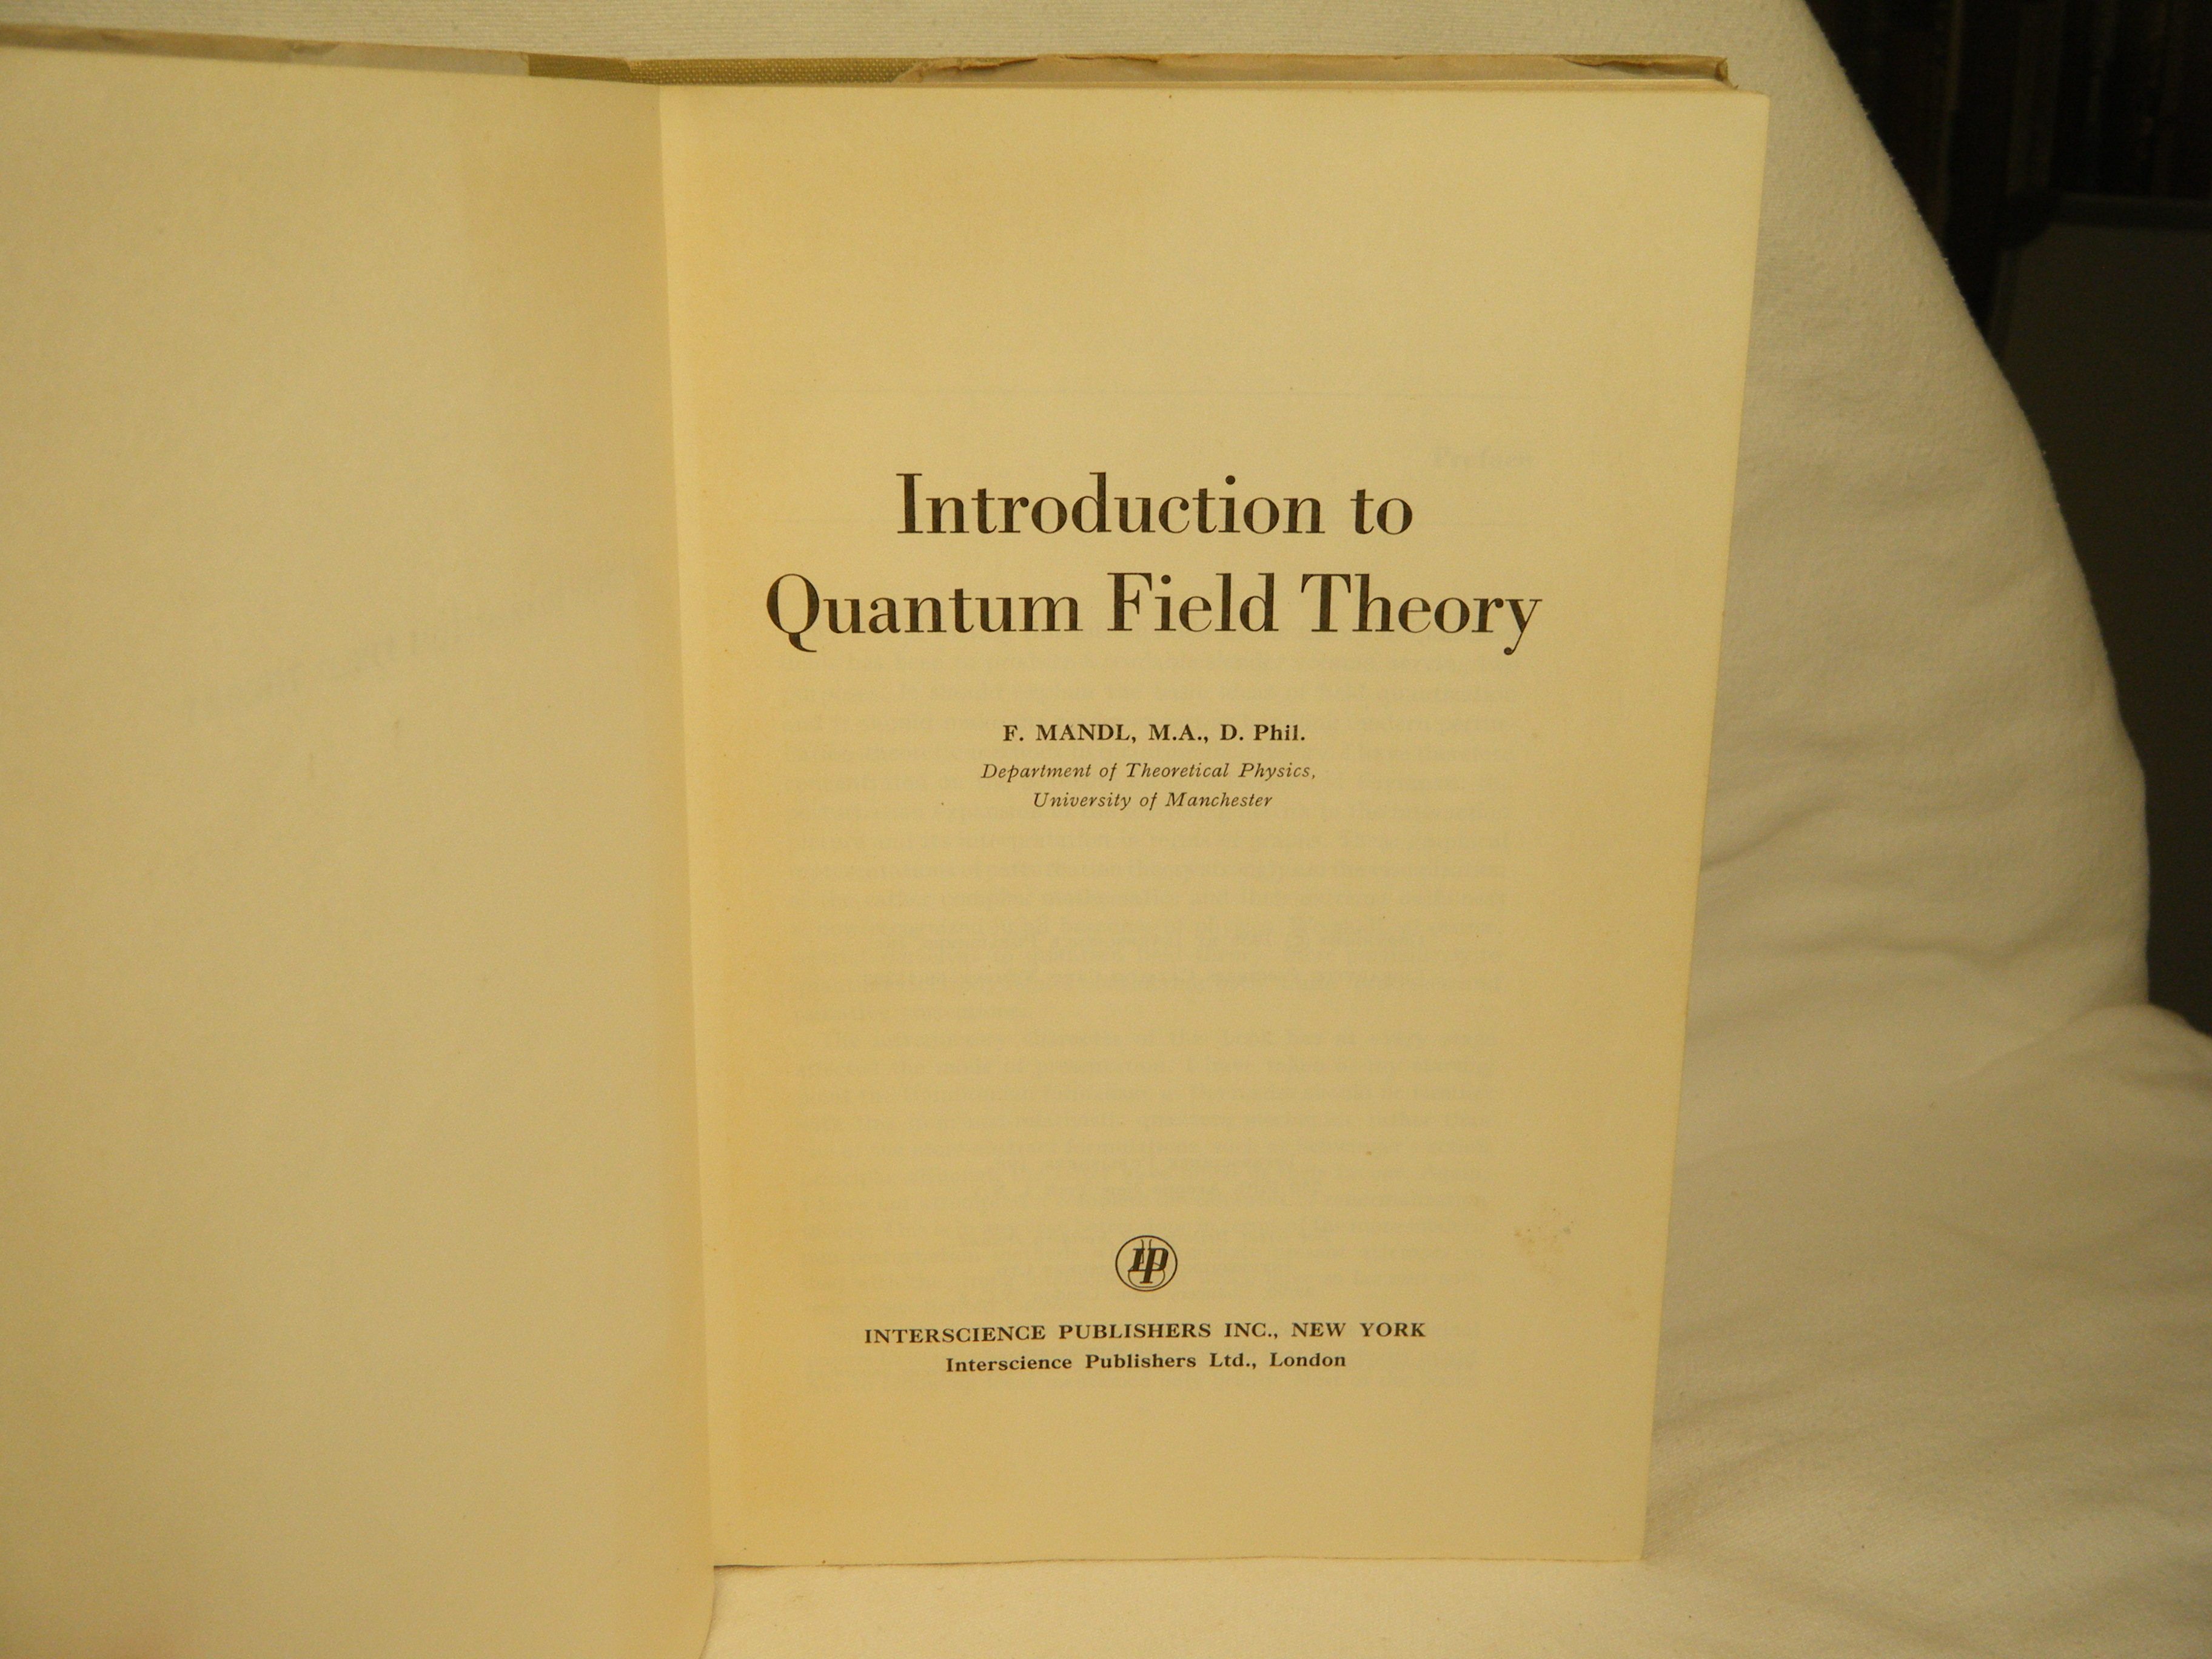 Introduction to
Quantum Field Theory
F. MANDL, M.A., D. Phil.
Department of Theoretical Physics,
University of Manchester
IP
INTERSCIENCE PUBLISHERS INC., NEW YORK
Interscience Publishers Ltd., London